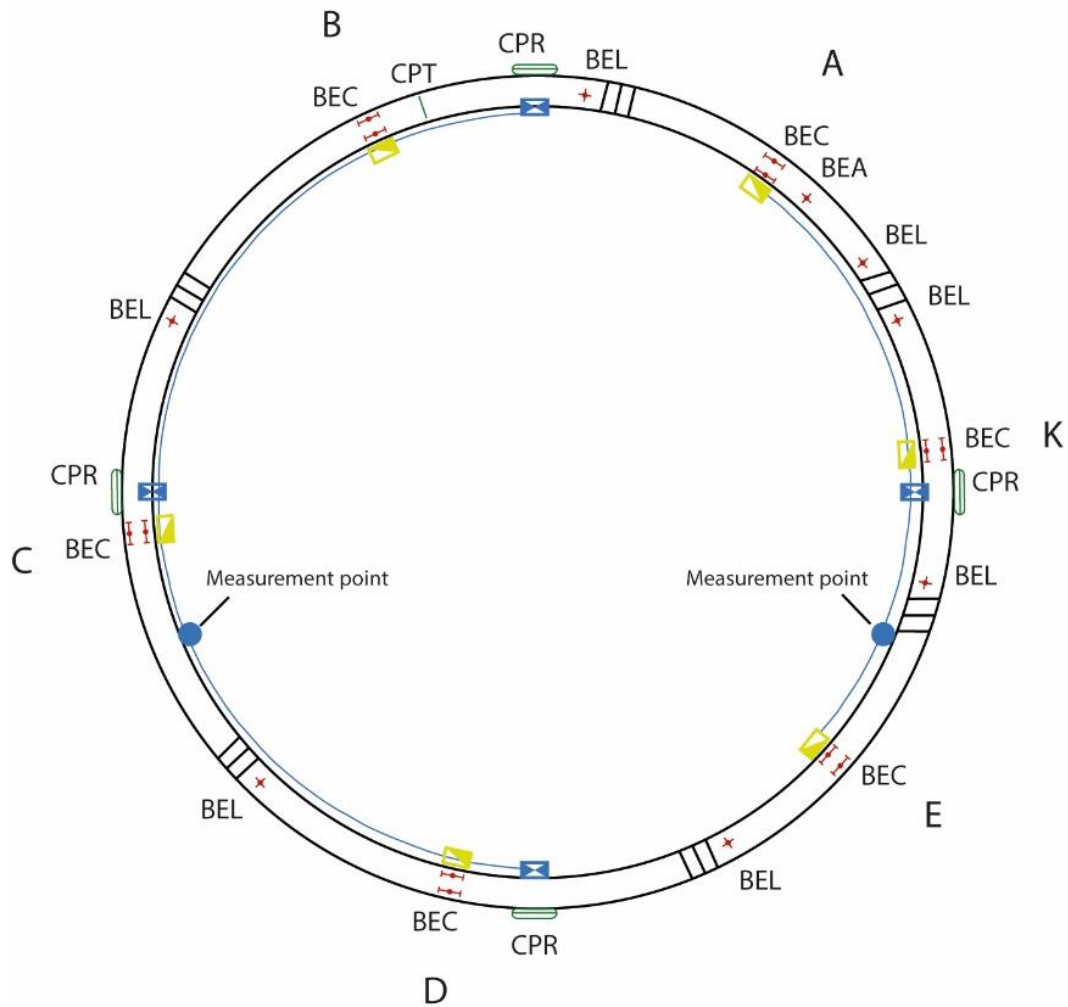 B
CPR
BEL
A
CPT
BEC
BEC
BEA
BEL
BEL
BEL
K
BEC
CPR
CPR
BEC
C
Measurement point
Measurement point
BEL
BEC
BEL
E
BEL
BEC
CPR
D